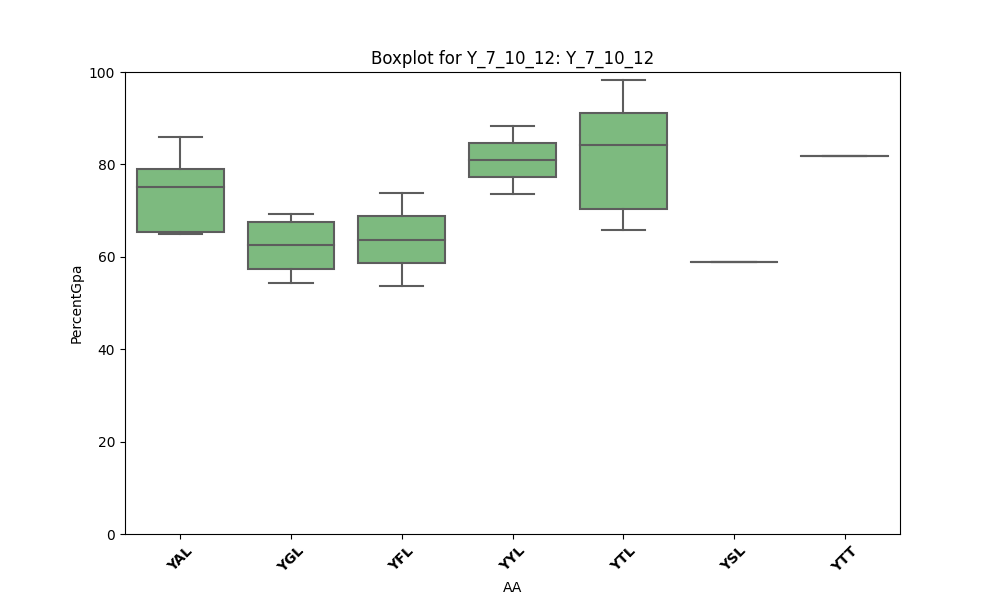 Boxplot for Y_7_10_12: Y_7_10_12
100
80
60
40
20
0
PercentGpa
YAL
YGL
YFL
YYL
YTL
YSL
YTT
AA